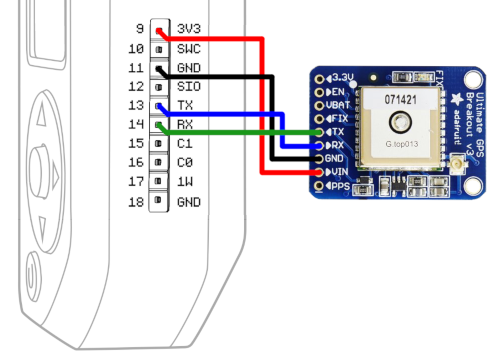 9 3V3
10 SWC
11 GND
12 SIO
13 TX
14 RX
15 C1
16 C0
17 1W
18 GND
3.3V
EN
VBAT
FIX
TX
RX
GND
VIN
PPS
FIX
071421
G.top013
Ultimate GPS
Breakout v3
adafruit